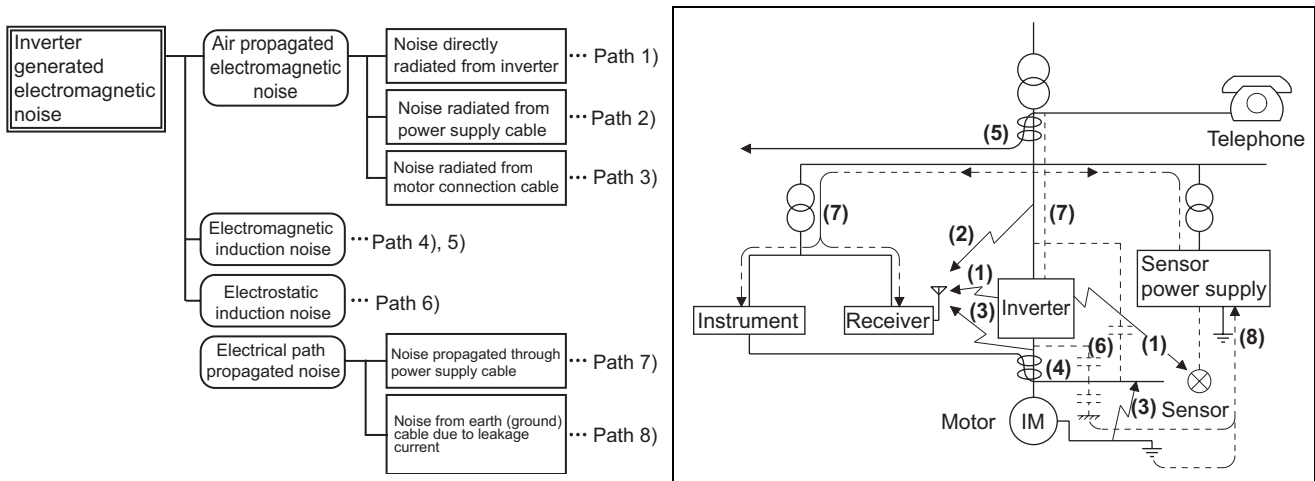 Inverter
generated
electromagnetic
noise
Air propagated
electromagnetic
noise
Noise directly
radiated from inverter
··· Path 1)
Noise radiated from
power supply cable
··· Path 2)
Noise radiated from
motor connection cable
··· Path 3)
Electromagnetic
induction noise
···Path 4), 5)
Electrostatic
induction noise
··· Path 6)
Electrical path
propagated noise
Noise propagated through
power supply cable
··· Path 7)
Noise from earth (ground)
cable due to leakage
current
··· Path 8)
(5)
Telephone
(7)
(7)
(2)
(1)
(3)
Instrument
Receiver
Inverter
Sensor
power supply
(6)
(1)
(8)
(4)
(3)
Sensor
Motor
IM